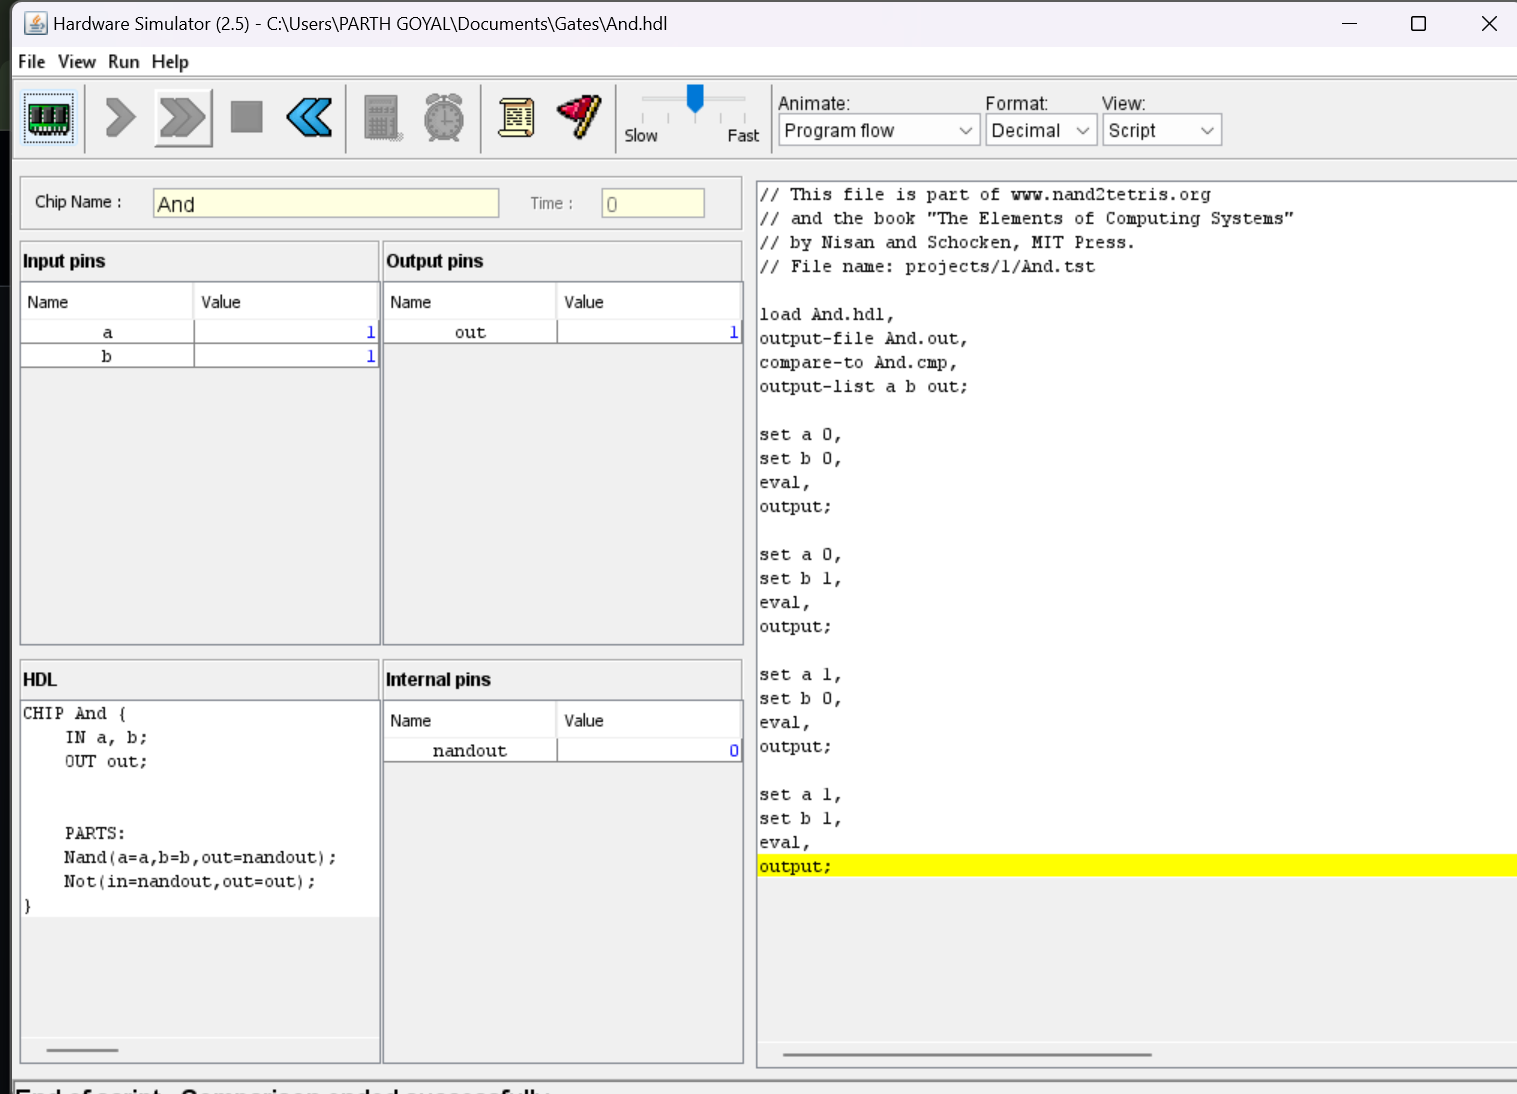 Hardware Simulator (2.5) - C:\Users\PARTH GOYAL\Documents\Gates\And.hdl
File View Run Help
Slow Fast
Animate: Format: View:
Program flow Decimal Script
Chip Name : And Time : 0
Input pins
Name Value
a 1
b 1
Output pins
Name Value
out 1
HDL
CHIP And {
    IN a, b;
    OUT out;
    PARTS:
    Nand(a=a,b=b,out=nandout);
    Not(in=nandout,out=out);
}
Internal pins
Name Value
nandout 0
// This file is part of www.nand2tetris.org
// and the book "The Elements of Computing Systems"
// by Nisan and Schocken, MIT Press.
// File name: projects/1/And.tst
load And.hdl,
output-file And.out,
compare-to And.cmp,
output-list a b out;
set a 0,
set b 0,
eval,
output;
set a 0,
set b 1,
eval,
output;
set a 1,
set b 0,
eval,
output;
set a 1,
set b 1,
eval,
output;
End of script - Comparison ended successfully